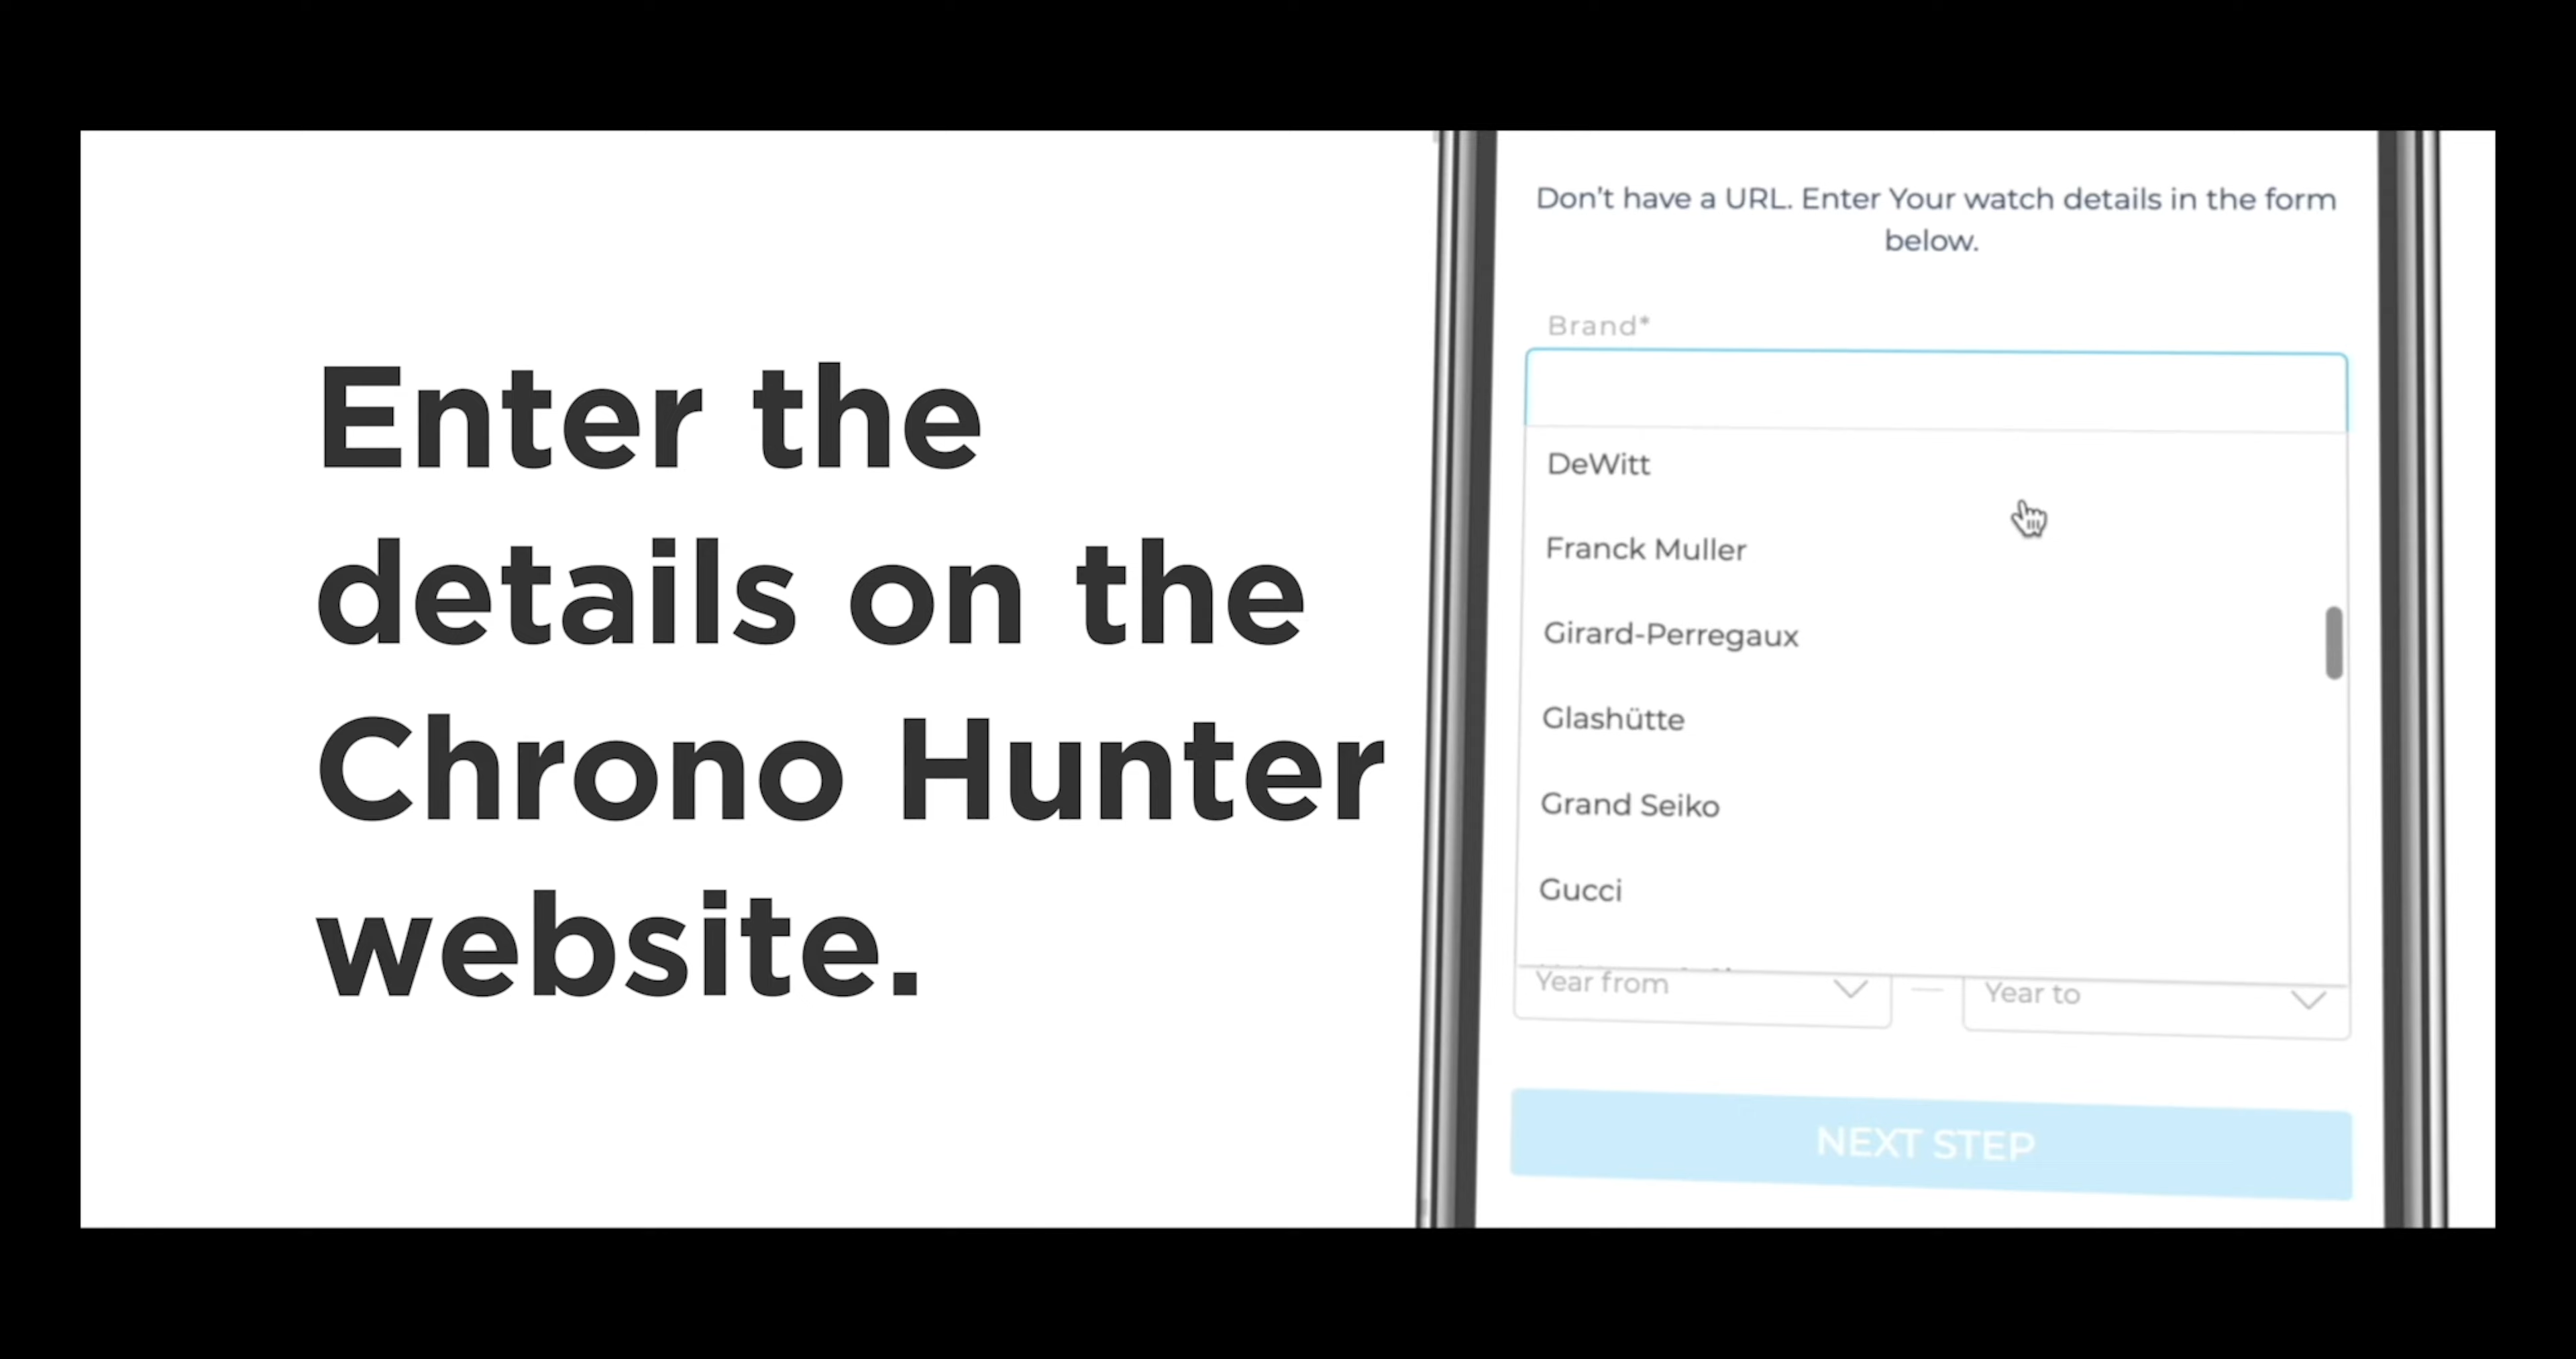 Enter the
details on the
Chrono Hunter
website.
Don't have a URL. Enter Your watch details in the form
below.
Brand*
DeWitt
Franck Muller
Girard-Perregaux
Glashütte
Grand Seiko
Gucci
Year from
Year to
NEXT STEP